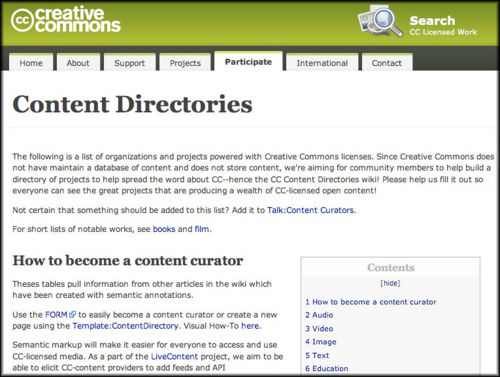 cc creative commons
Search
CC Licensed Work
Home About Support Projects Participate International Contact
Content Directories
The following is a list of organizations and projects powered with Creative Commons licenses. Since Creative Commons does
not have maintain a database of content and does not store content, we're aiming for community members to help build a
directory of projects to help spread the word about CC--hence the CC Content Directories wiki! Please help us fill it out so
everyone can see the great projects that are producing a wealth of CC-licensed open content!
Not certain that something should be added to this list? Add it to Talk:Content Curators.
For short lists of notable works, see books and film.
How to become a content curator
Theses tables pull information from other articles in the wiki which
have been created with semantic annotations.
Use the FORM to easily become a content curator or create a new
page using the Template:ContentDirectory. Visual How-To here.
Semantic markup will make it easier for everyone to access and use
CC-licensed media. As a part of the LiveContent project, we aim to be
able to elicit CC-content providers to add feeds and API
Contents
[hide]
1 How to become a content curator
2 Audio
3 Video
4 Image
5 Text
6 Education